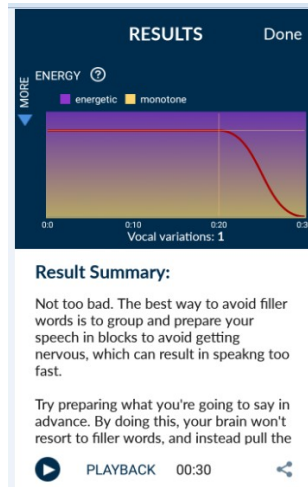 RESULTS
Done
MORE
ENERGY ?
energetic
monotone
0:0
0:10
0:20
0:3
Vocal variations: 1
Result Summary:
Not too bad. The best way to avoid filler
words is to group and prepare your
speech in blocks to avoid getting
nervous, which can result in speakng too
fast.
Try preparing what you're going to say in
advance. By doing this, your brain won't
resort to filler words, and instead pull the
PLAYBACK 00:30